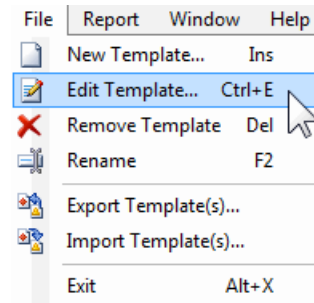 File Report Window Help
New Template... Ins
Edit Template... Ctrl+E
Remove Template Del
Rename F2
Export Template(s)...
Import Template(s)...
Exit Alt+X